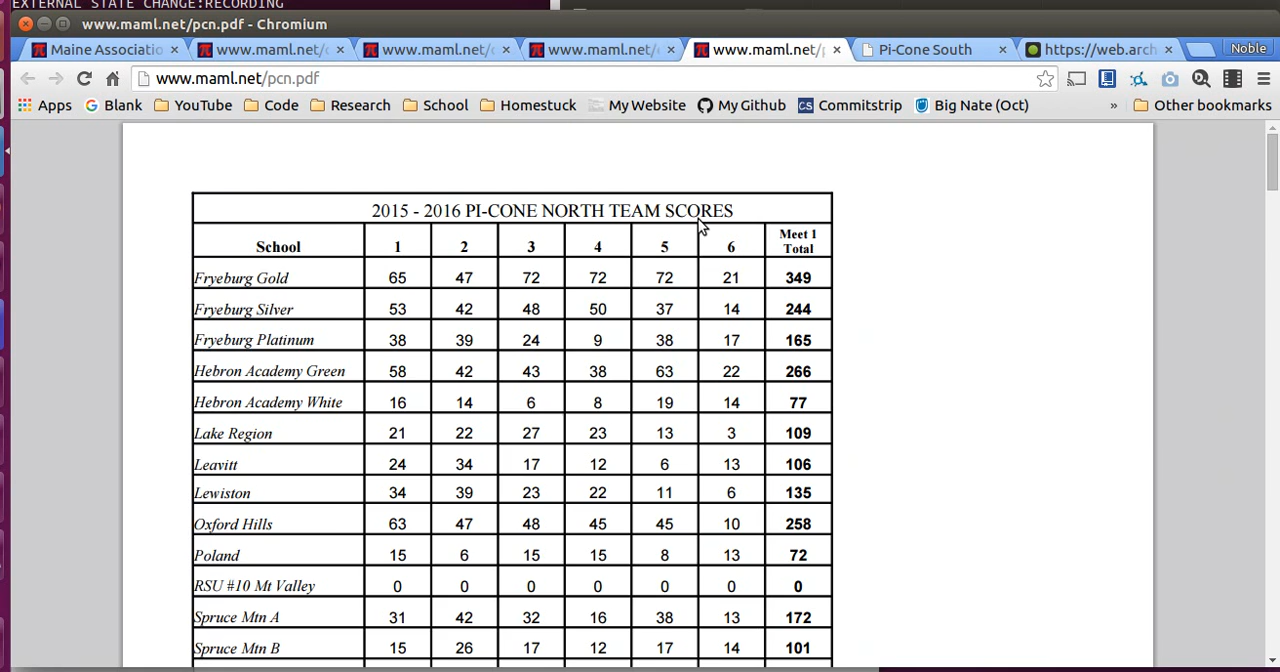 EXTERNAL STATE CHANGE:RECORDING
www.maml.net/pcn.pdf - Chromium
Maine Associatio www.maml.net/ www.maml.net/ www.maml.net/ www.maml.net/p Pi-Cone South https://web.arch Noble
www.maml.net/pcn.pdf
Apps Blank YouTube Code Research School Homestuck My Website My Github CS Commitstrip Big Nate (Oct) » Other bookmarks
2015 - 2016 PI-CONE NORTH TEAM SCORES
School 1 2 3 4 5 6 Meet 1 Total
Fryeburg Gold 65 47 72 72 72 21 349
Fryeburg Silver 53 42 48 50 37 14 244
Fryeburg Platinum 38 39 24 9 38 17 165
Hebron Academy Green 58 42 43 38 63 22 266
Hebron Academy White 16 14 6 8 19 14 77
Lake Region 21 22 27 23 13 3 109
Leavitt 24 34 17 12 6 13 106
Lewiston 34 39 23 22 11 6 135
Oxford Hills 63 47 48 45 45 10 258
Poland 15 6 15 15 8 13 72
RSU #10 Mt Valley 0 0 0 0 0 0 0
Spruce Mtn A 31 42 32 16 38 13 172
Spruce Mtn B 15 26 17 12 17 14 101